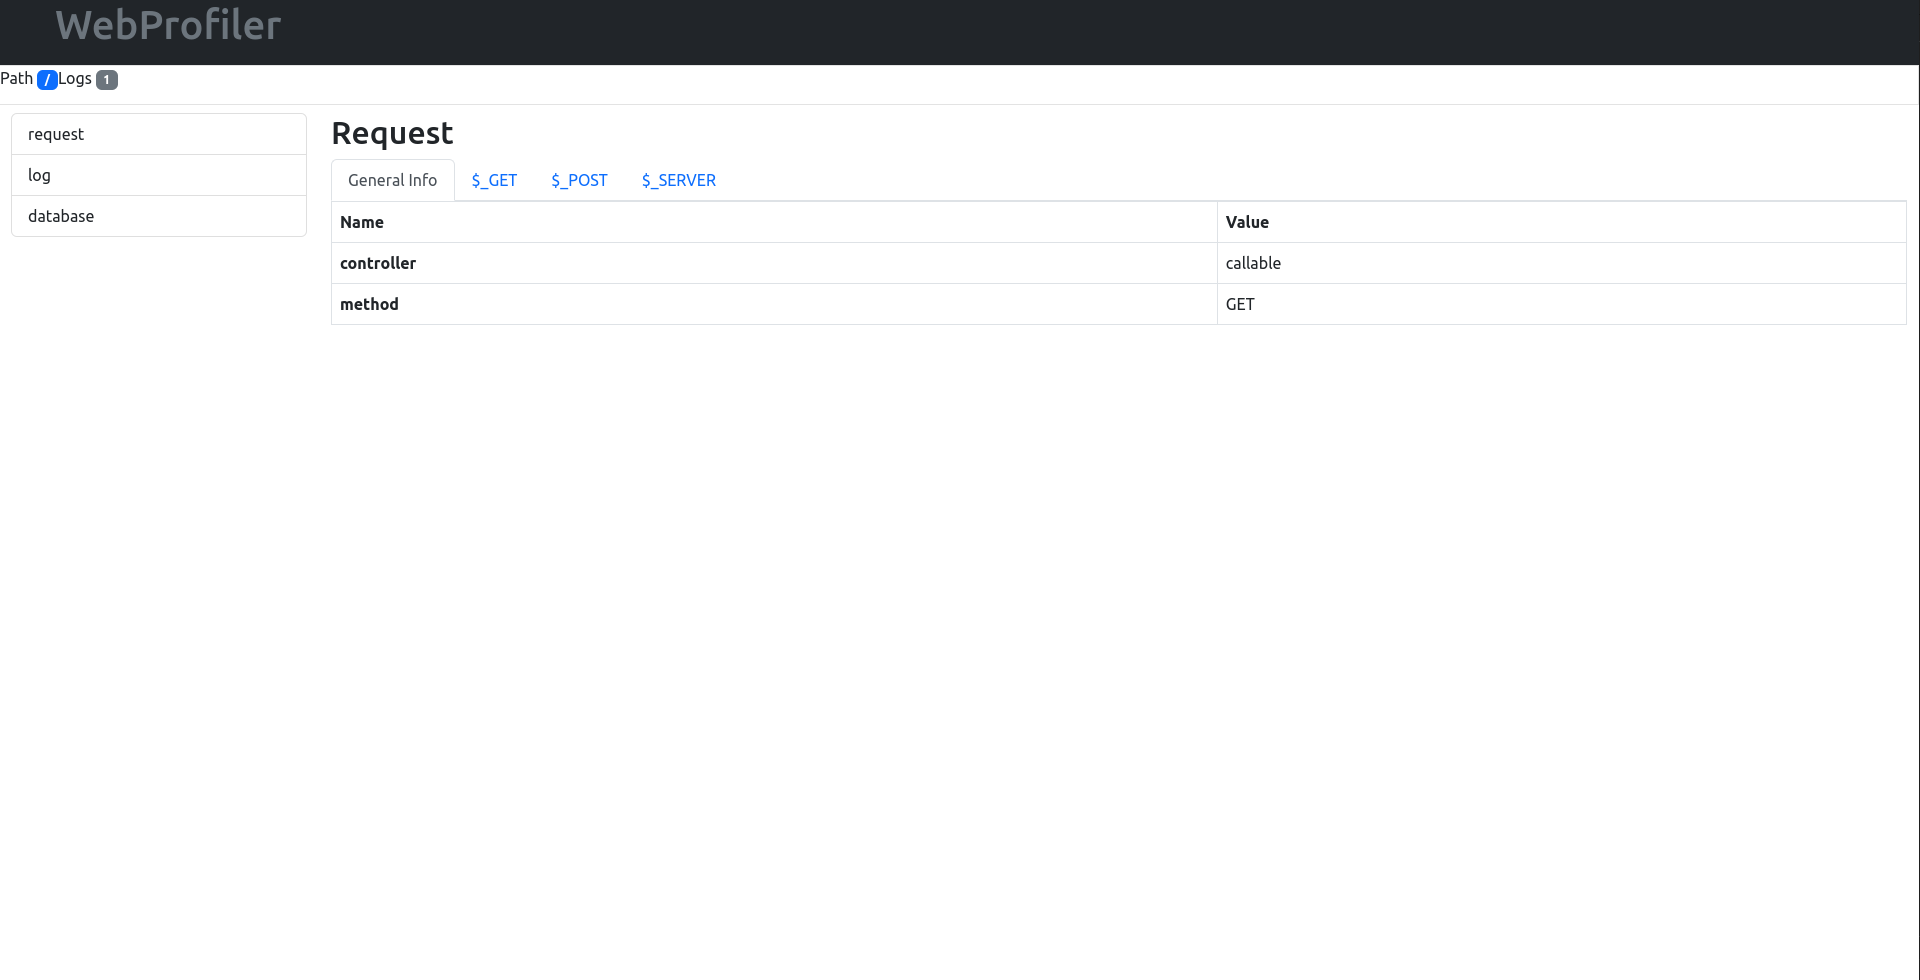 WebProfiler
Path / Logs 1
request
log
database
Request
General Info $_GET $_POST $_SERVER
Name Value
controller callable
method GET